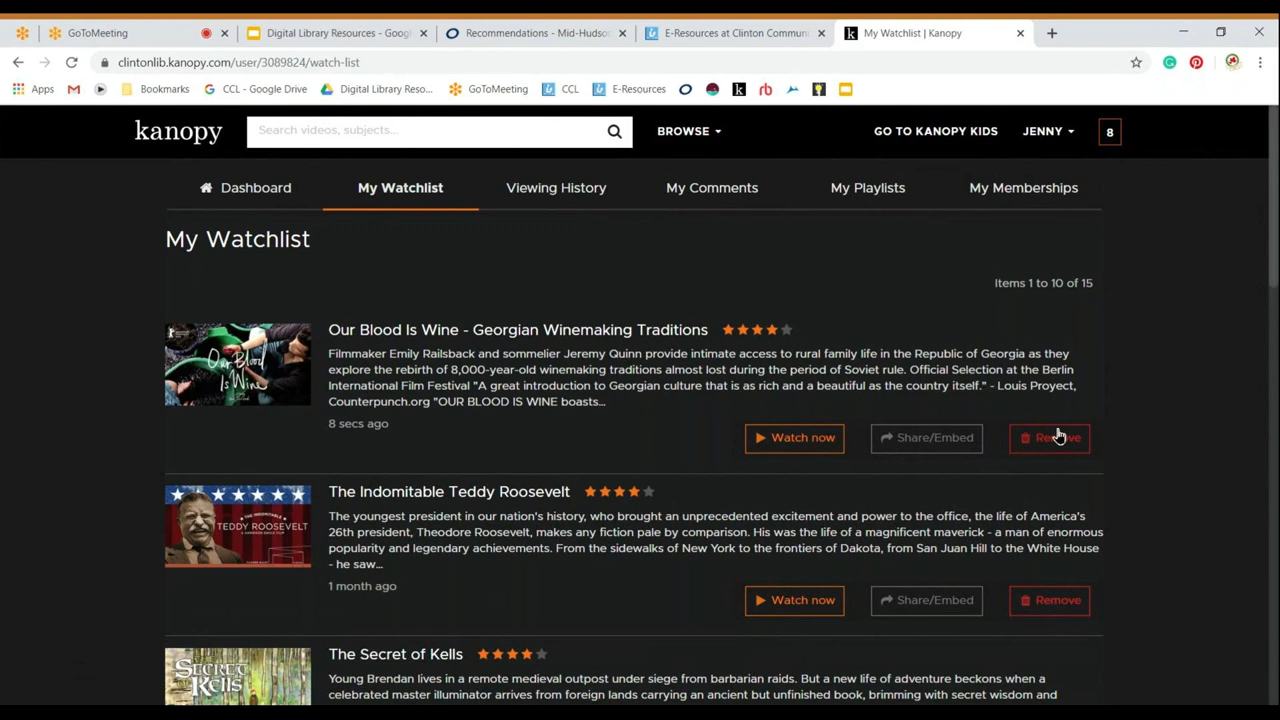 GoToMeeting
Digital Library Resources - Googl
Recommendations - Mid-Hudso
E-Resources at Clinton Commun
My Watchlist | Kanopy
clintonlib.kanopy.com/user/3089824/watch-list
Apps
Bookmarks
CCL - Google Drive
Digital Library Reso...
GoToMeeting
CCL
E-Resources
kanopy
Search videos, subjects...
BROWSE
GO TO KANOPY KIDS
JENNY
8
Dashboard
My Watchlist
Viewing History
My Comments
My Playlists
My Memberships
My Watchlist
Items 1 to 10 of 15
Our Blood Is Wine
Our Blood Is Wine - Georgian Winemaking Traditions
Filmmaker Emily Railsback and sommelier Jeremy Quinn provide intimate access to rural family life in the Republic of Georgia as they
explore the rebirth of 8,000-year-old winemaking traditions almost lost during the period of Soviet rule. Official Selection at the Berlin
International Film Festival "A great introduction to Georgian culture that is as rich and a beautiful as the country itself." - Louis Proyect,
Counterpunch.org "OUR BLOOD IS WINE boasts...
8 secs ago
Watch now
Share/Embed
Remove
TEDDY ROOSEVELT
The Indomitable Teddy Roosevelt
The youngest president in our nation's history, who brought an unprecedented excitement and power to the office, the life of America's
26th president, Theodore Roosevelt, makes any fiction pale by comparison. His was the life of a magnificent maverick - a man of enormous
popularity and legendary achievements. From the sidewalks of New York to the frontiers of Dakota, from San Juan Hill to the White House
- he saw...
1 month ago
Watch now
Share/Embed
Remove
SECRET OF KELLS
The Secret of Kells
Young Brendan lives in a remote medieval outpost under siege from barbarian raids. But a new life of adventure beckons when a
celebrated master illuminator arrives from foreign lands carrying an ancient but unfinished book, brimming with secret wisdom and